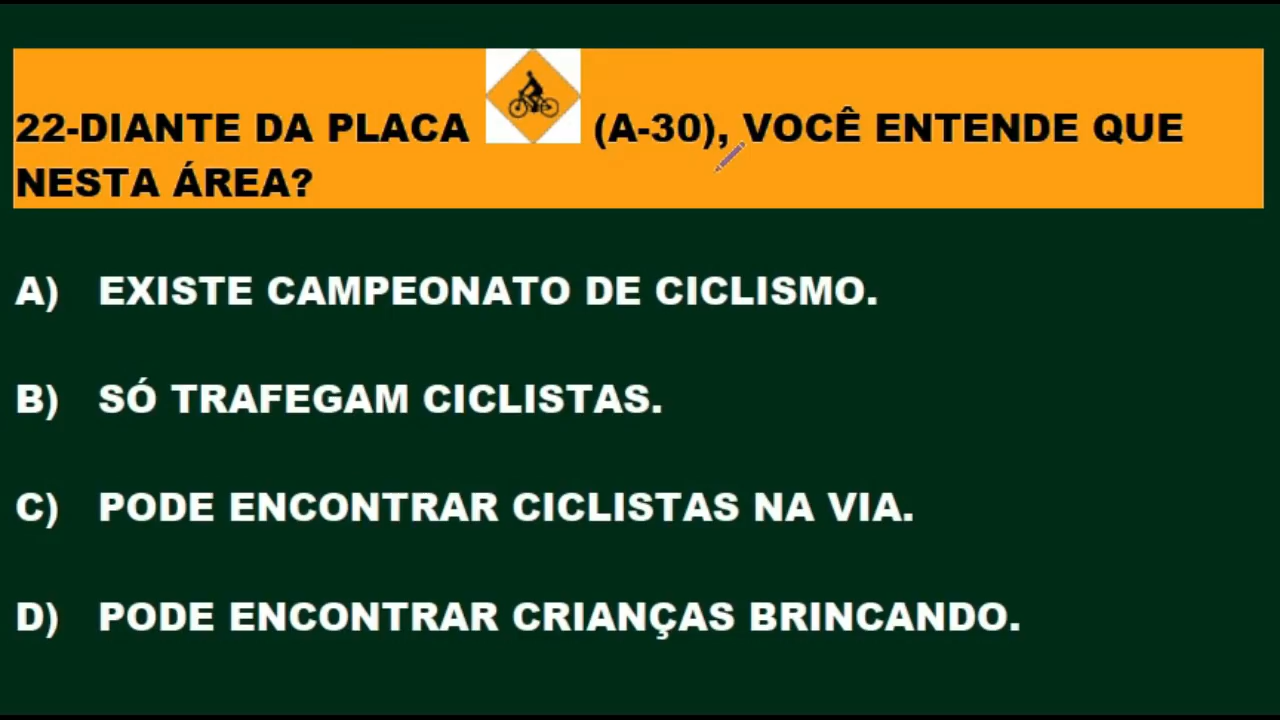 22-DIANTE DA PLACA (A-30), VOCÊ ENTENDE QUE
NESTA ÁREA?
A) EXISTE CAMPEONATO DE CICLISMO.
B) SÓ TRAFEGAM CICLISTAS.
C) PODE ENCONTRAR CICLISTAS NA VIA.
D) PODE ENCONTRAR CRIANÇAS BRINCANDO.